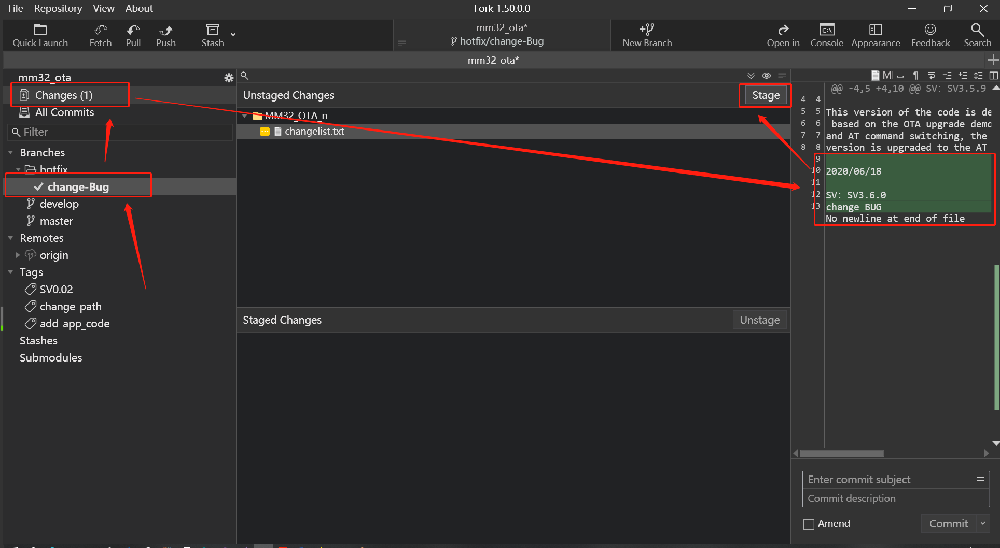 File Repository View About Fork 1.50.0.0
Quick Launch Fetch Pull Push Stash
mm32_ota*
hotfix/change-Bug
New Branch Open in Console Appearance Feedback Search
mm32_ota*
mm32_ota
Changes (1)
All Commits
Filter
Branches
hotfix
change-Bug
develop
master
Remotes
origin
Tags
SV0.02
change-path
add-app_code
Stashes
Submodules
Unstaged Changes Stage
MM32_OTA_n
changelist.txt
Staged Changes Unstage
@@ -4,5 +4,10 @@ SV: SV3.5.9
4 4
5 5 This version of the code is de
6 6 based on the OTA upgrade demo
7 7 and AT command switching, the
8 8 version is upgraded to the AT
9
10 2020/06/18
11
12 SV: SV3.6.0
13 change BUG
No newline at end of file
Enter commit subject
Commit description
Amend Commit